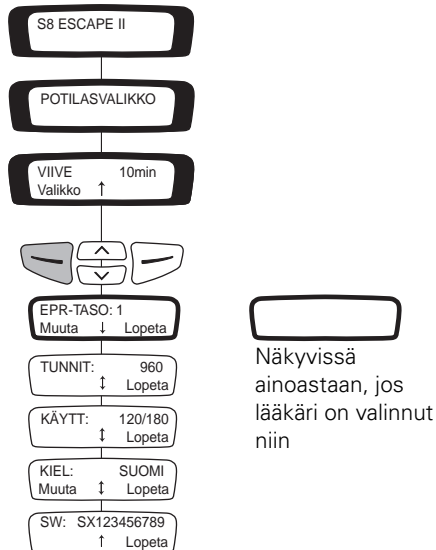 S8 ESCAPE II
POTILASVALIKKO
VIIVE 10min
Valikko ↑
EPR-TASO: 1
Muuta ↓ Lopeta
TUNNIT: 960
↕ Lopeta
KÄYTT: 120/180
↕ Lopeta
KIEL: SUOMI
Muuta ↕ Lopeta
SW: SX123456789
↑ Lopeta
Näkyvissä
ainoastaan, jos
lääkäri on valinnut
niin